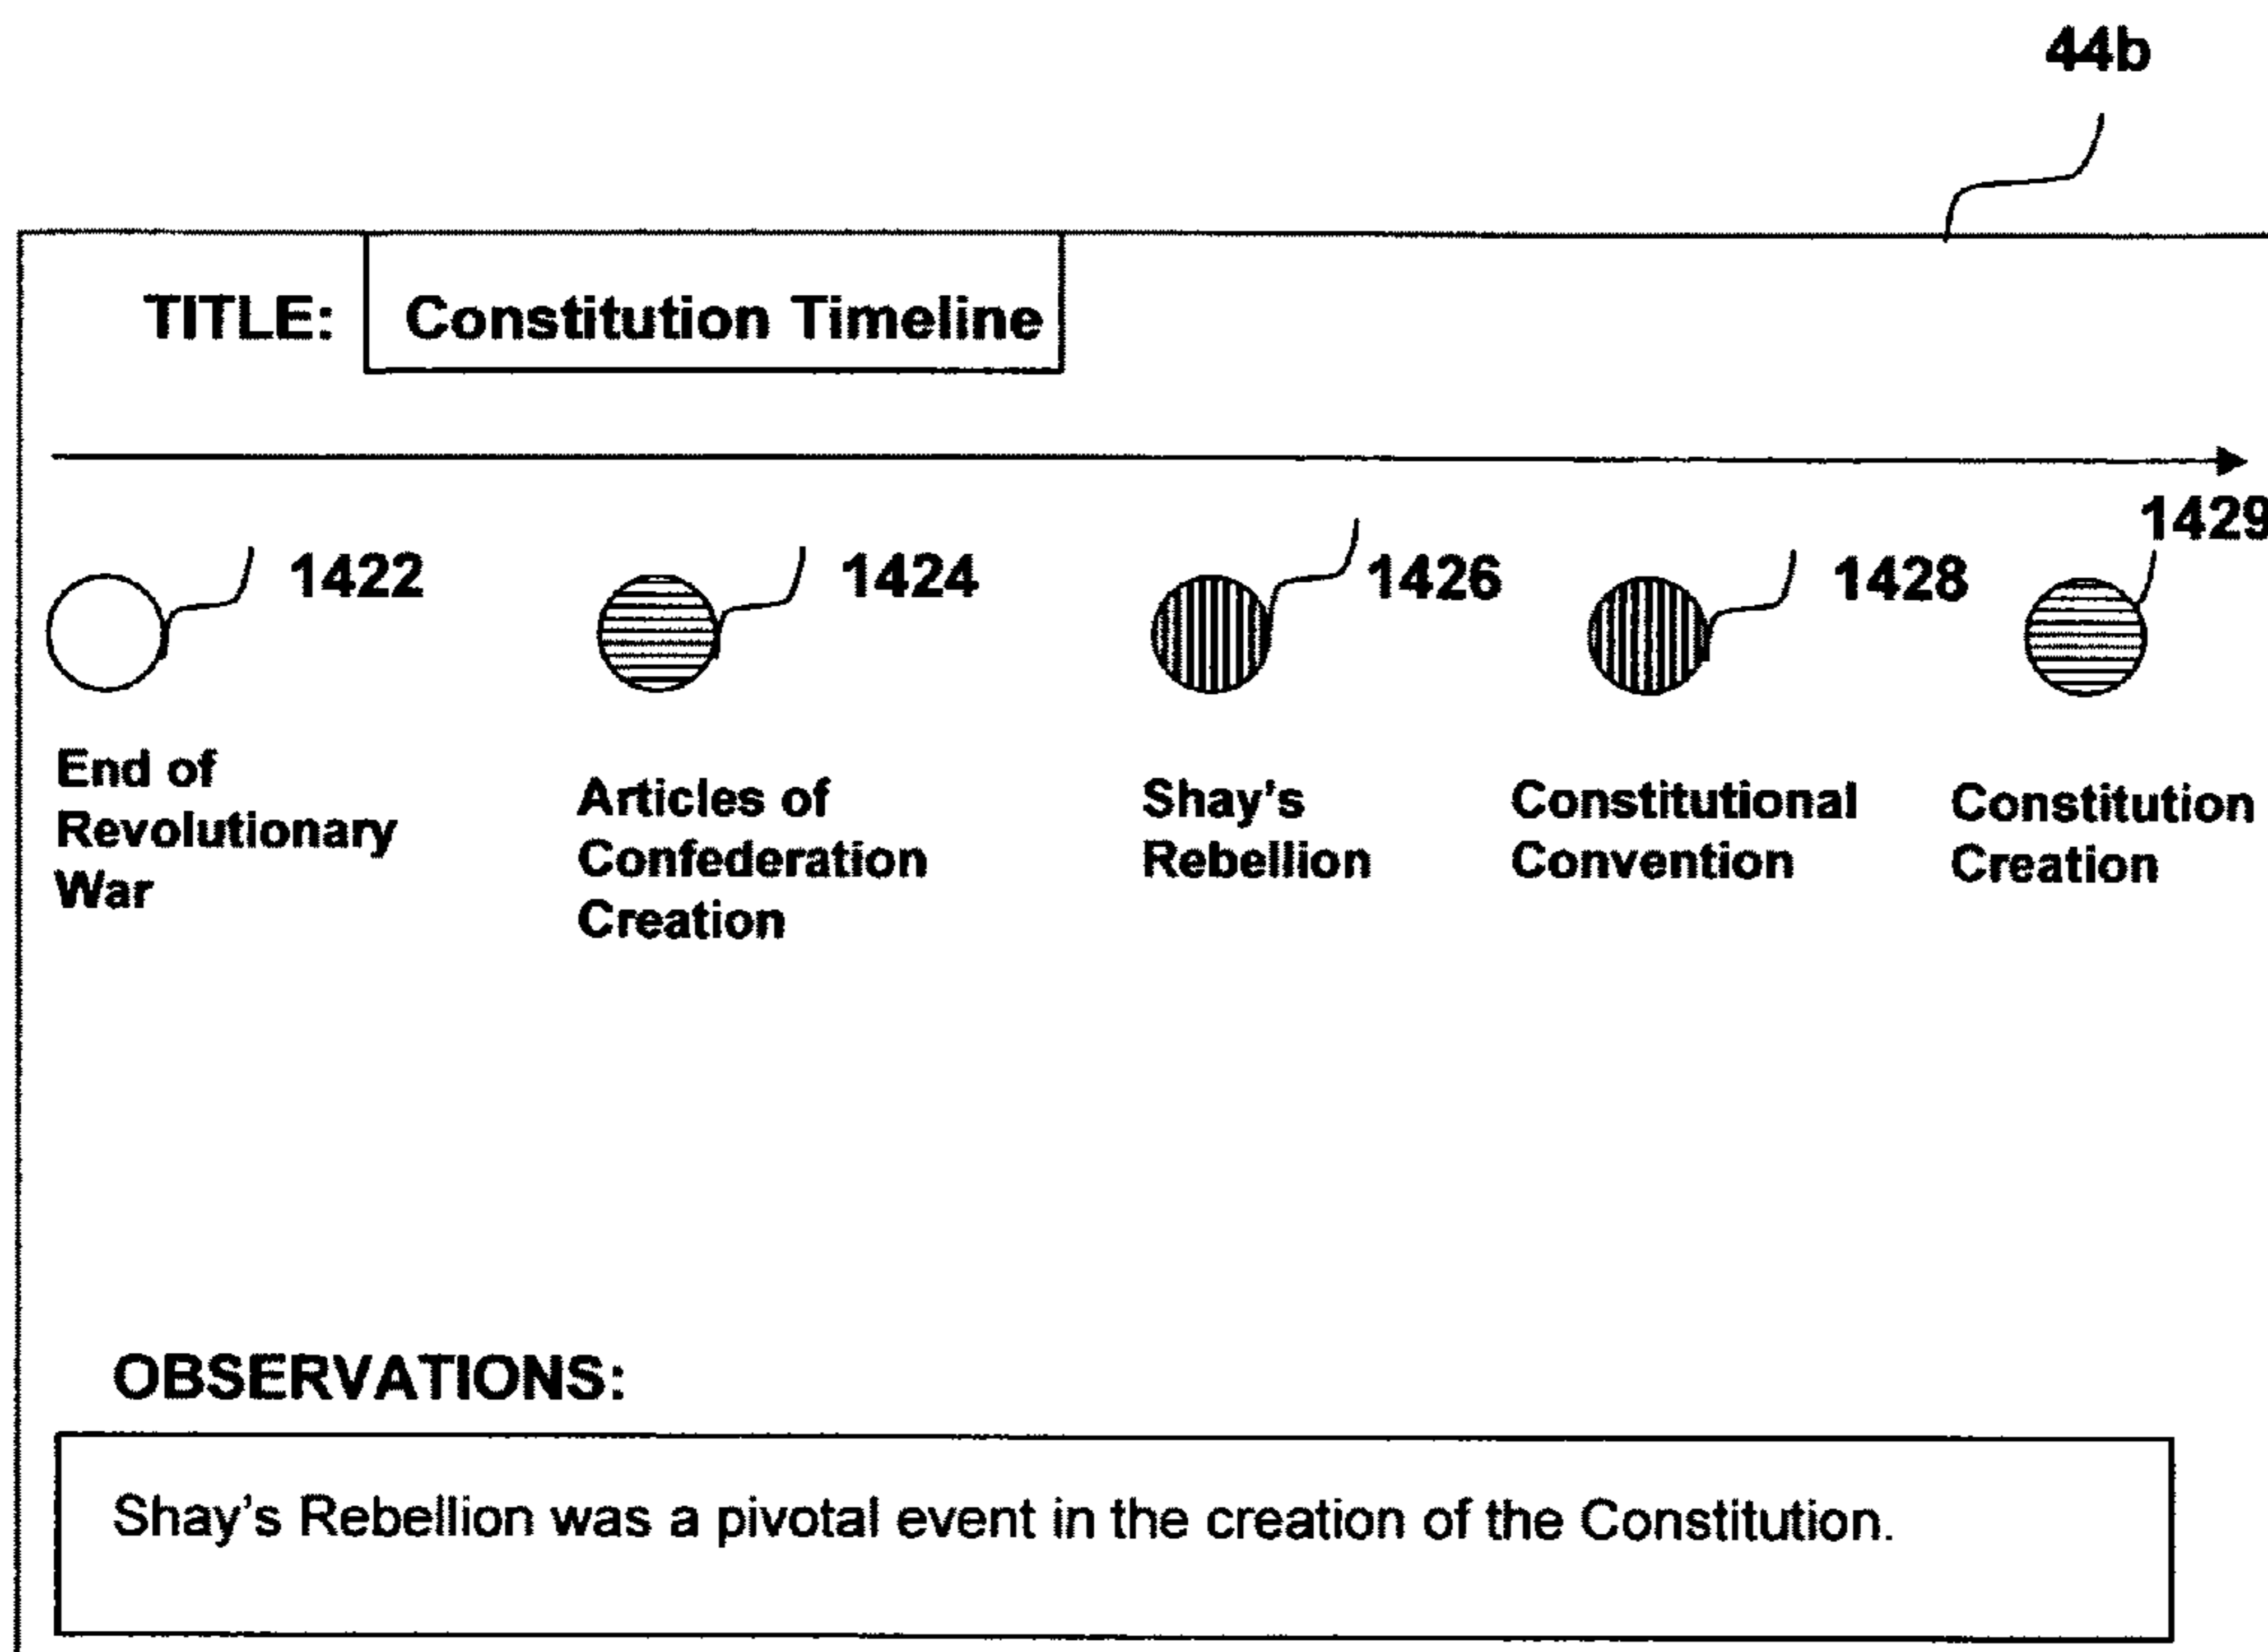 44b
TITLE: Constitution Timeline
1429
1422 1424 1426 1428
End of
Revolutionary
War
Articles of
Confederation
Creation
Shay's
Rebellion
Constitutional
Convention
Constitution
Creation
OBSERVATIONS:
Shay's Rebellion was a pivotal event in the creation of the Constitution.